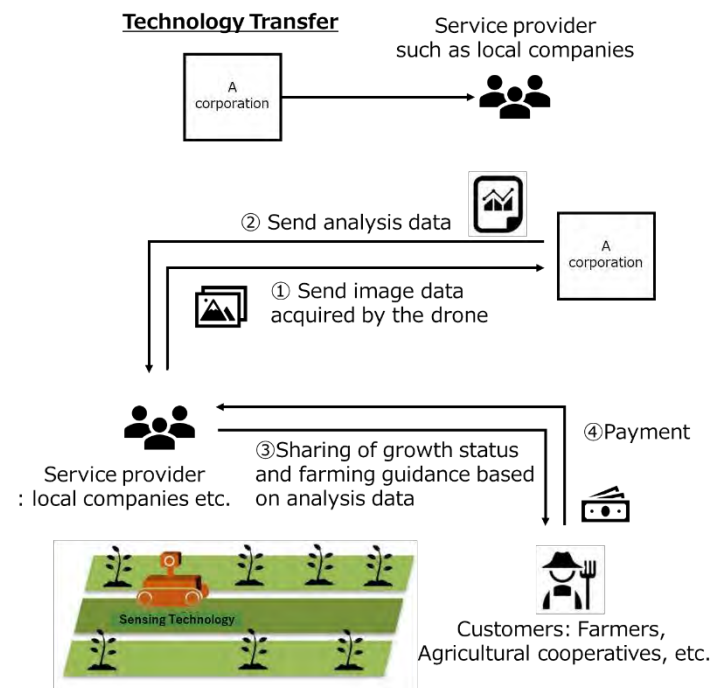 Technology Transfer
Service provider
such as local companies
A
corporation
② Send analysis data
A
corporation
① Send image data
acquired by the drone
④Payment
③Sharing of growth status
and farming guidance based
on analysis data
Service provider
: local companies etc.
Sensing Technology
Customers: Farmers,
Agricultural cooperatives, etc.